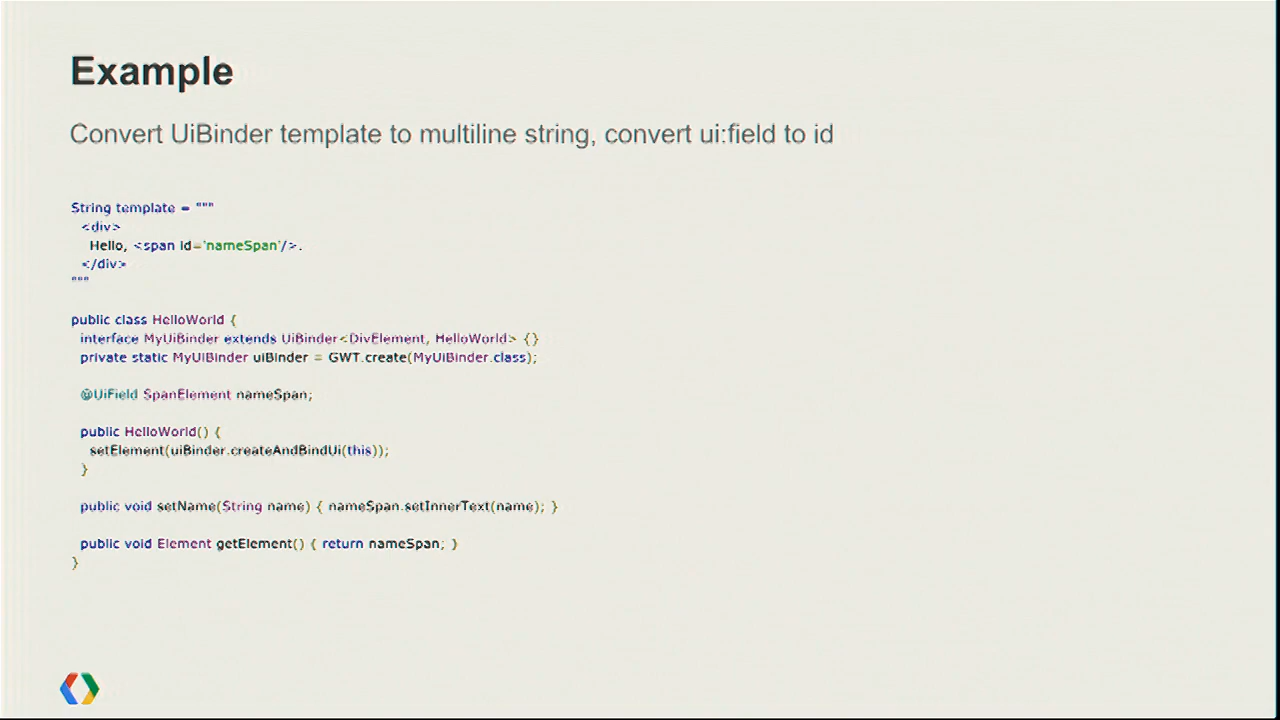 Example
Convert UiBinder template to multiline string, convert ui:field to id
String template = """
<div>
Hello, <span id='nameSpan'/>.
</div>
"""
public class HelloWorld {
interface MyUiBinder extends UiBinder<DivElement, HelloWorld> {}
private static MyUiBinder uiBinder = GWT.create(MyUiBinder.class);
@UiField SpanElement nameSpan;
public HelloWorld() {
setElement(uiBinder.createAndBindUi(this));
}
public void setName(String name) { nameSpan.setInnerText(name); }
public void Element getElement() { return nameSpan; }
}